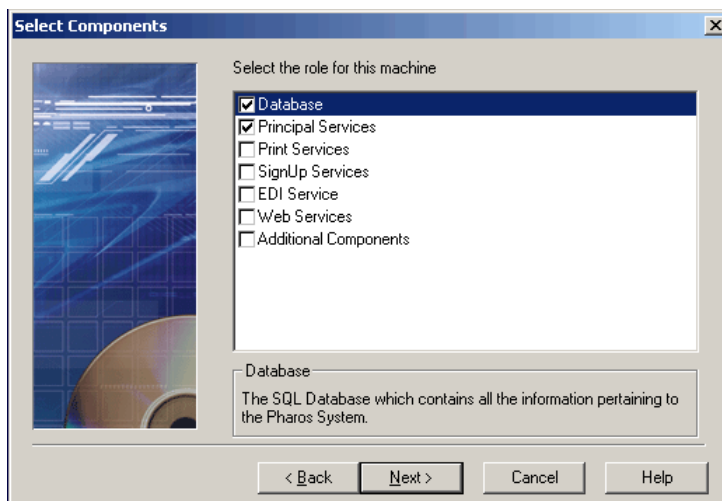 Select Components
Select the role for this machine
Database
Principal Services
Print Services
SignUp Services
EDI Service
Web Services
Additional Components
Database
The SQL Database which contains all the information pertaining to
the Pharos System.
< Back
Next >
Cancel
Help